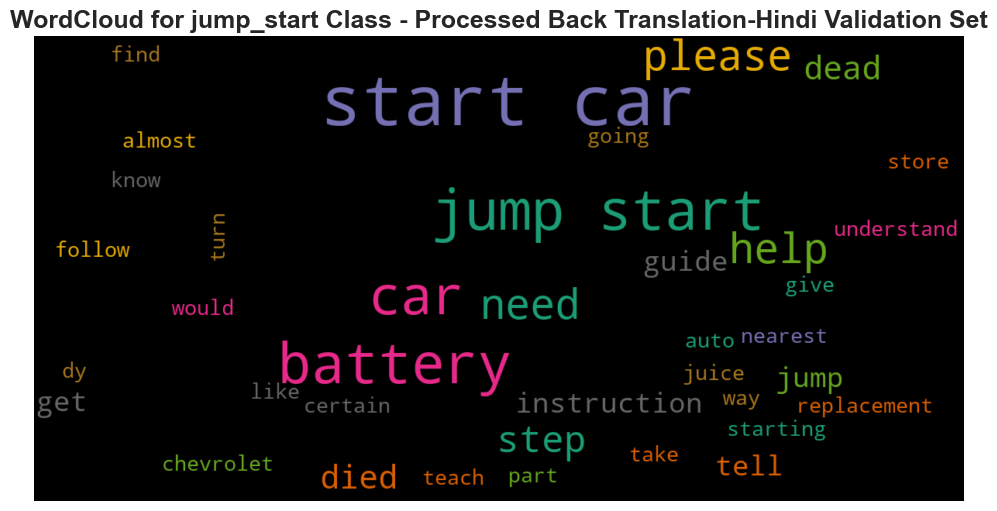 WordCloud for jump_start Class - Processed Back Translation-Hindi Validation Set
find
please
dead
start car
almost
going
store
know
jump start
turn
understand
follow
help
guide
give
car
need
would
auto
nearest
battery
dy
juice
jump
like
way
get
certain
instruction
replacement
starting
step
chevrolet
take
tell
died
teach
part